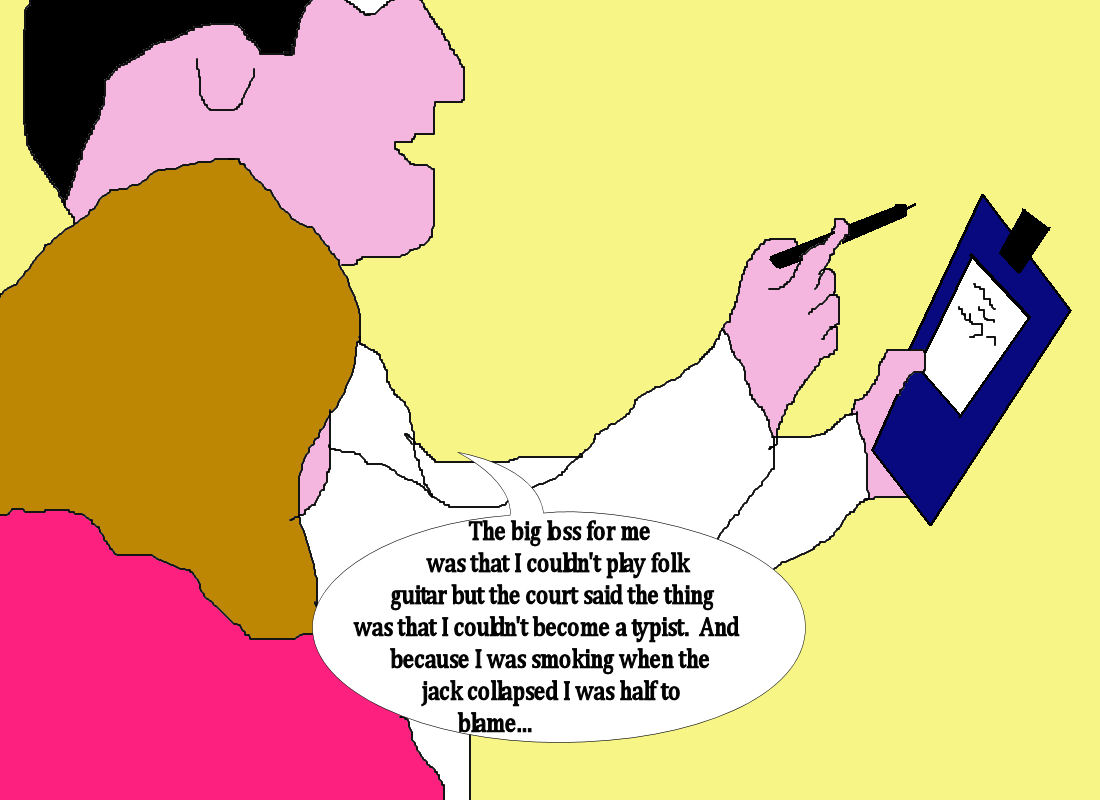 The big loss for me
was that I couldn't play folk
guitar but the court said the thing
was that I couldn't become a typist.  And
because I was smoking when the
jack collapsed I was half to
blame...